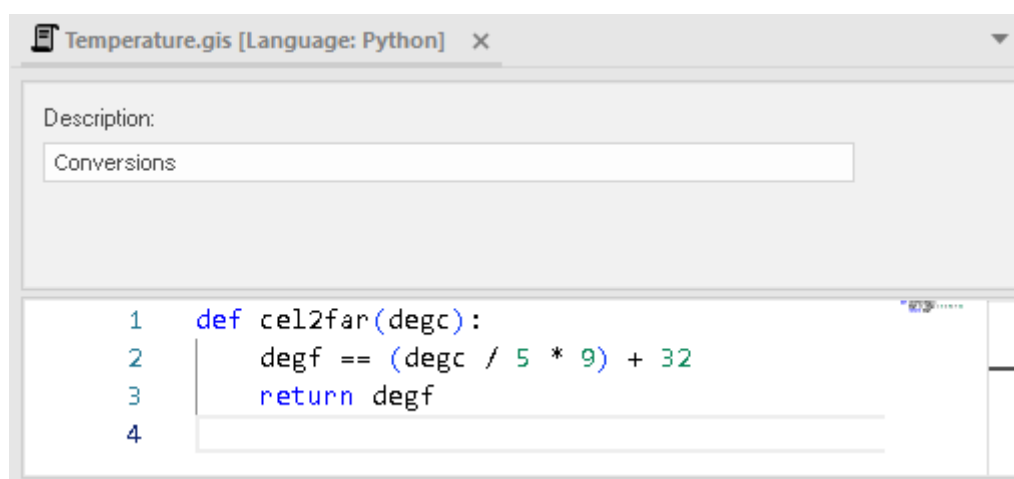 Temperature.gis [Language: Python] ×
Description:
Conversions
1 def cel2far(degc):
2 degf == (degc / 5 * 9) + 32
3 return degf
4